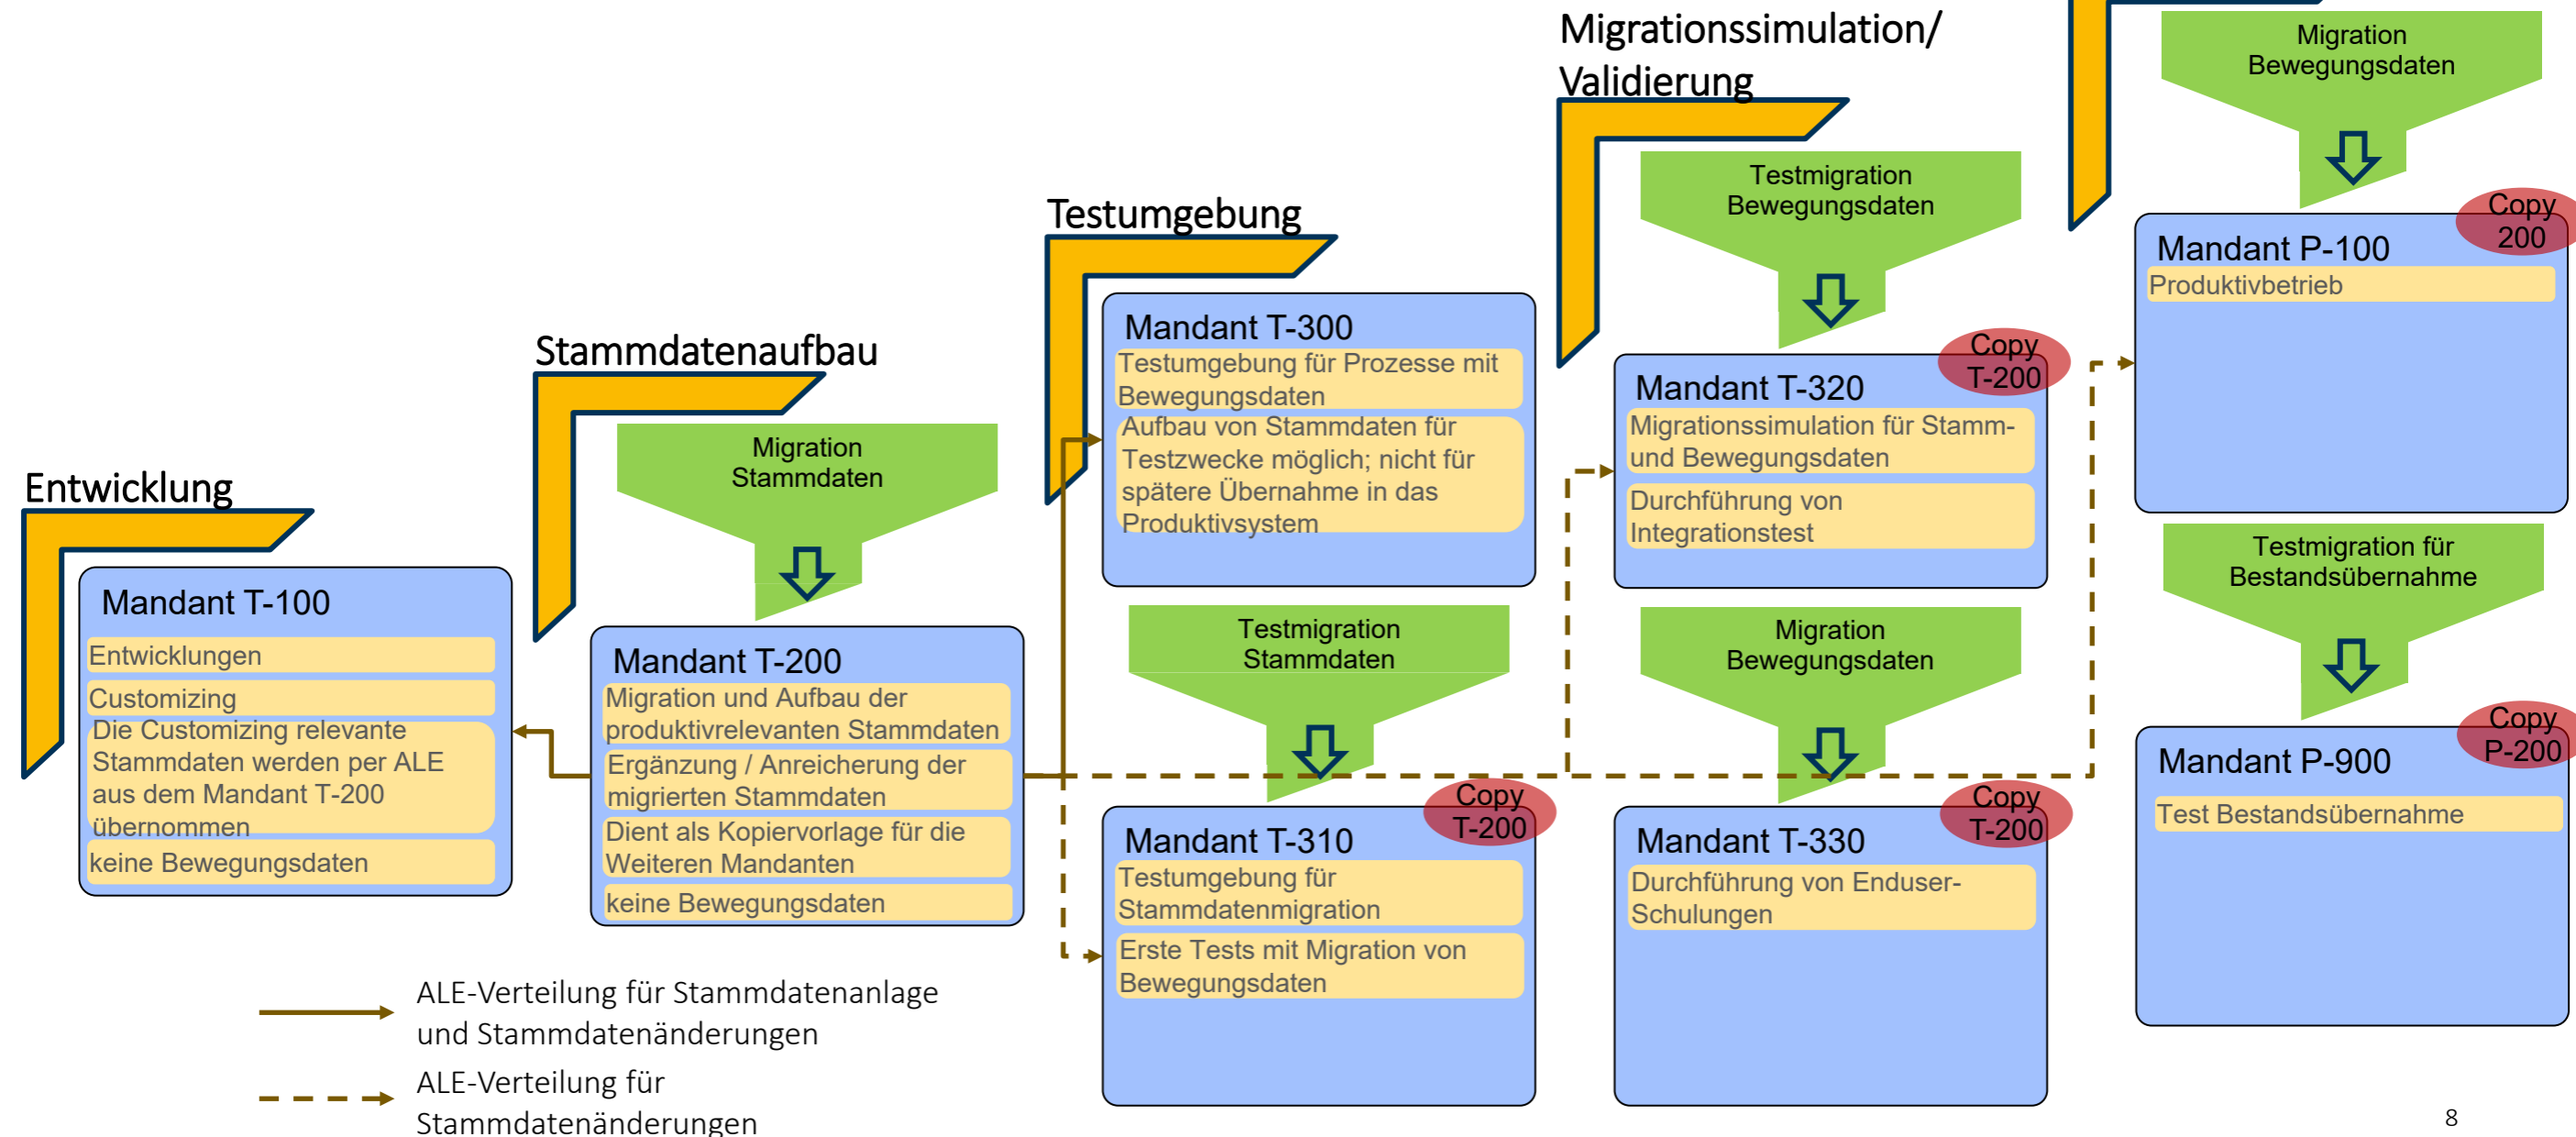 Entwicklung
Mandant T-100
Entwicklungen
Customizing
Die Customizing relevante
Stammdaten werden per ALE
aus dem Mandant T-200
übernommen
keine Bewegungsdaten
Stammdatenaufbau
Migration
Stammdaten
Mandant T-200
Migration und Aufbau der
produktivrelevanten Stammdaten
Ergänzung / Anreicherung der
migrierten Stammdaten
Dient als Kopiervorlage für die
Weiteren Mandanten
keine Bewegungsdaten
Testumgebung
Mandant T-300
Testumgebung für Prozesse mit
Bewegungsdaten
Aufbau von Stammdaten für
Testzwecke möglich; nicht für
spätere Übernahme in das
Produktivsystem
Testmigration
Stammdaten
Copy
T-200
Mandant T-310
Testumgebung für
Stammdatenmigration
Erste Tests mit Migration von
Bewegungsdaten
Migrationssimulation/
Validierung
Testmigration
Bewegungsdaten
Copy
T-200
Mandant T-320
Migrationssimulation für Stamm-
und Bewegungsdaten
Durchführung von
Integrationstest
Migration
Bewegungsdaten
Copy
T-200
Mandant T-330
Durchführung von Enduser-
Schulungen
Migration
Bewegungsdaten
Copy
200
Mandant P-100
Produktivbetrieb
Testmigration für
Bestandsübernahme
Copy
P-200
Mandant P-900
Test Bestandsübernahme
ALE-Verteilung für Stammdatenanlage
und Stammdatenänderungen
ALE-Verteilung für
Stammdatenänderungen
8